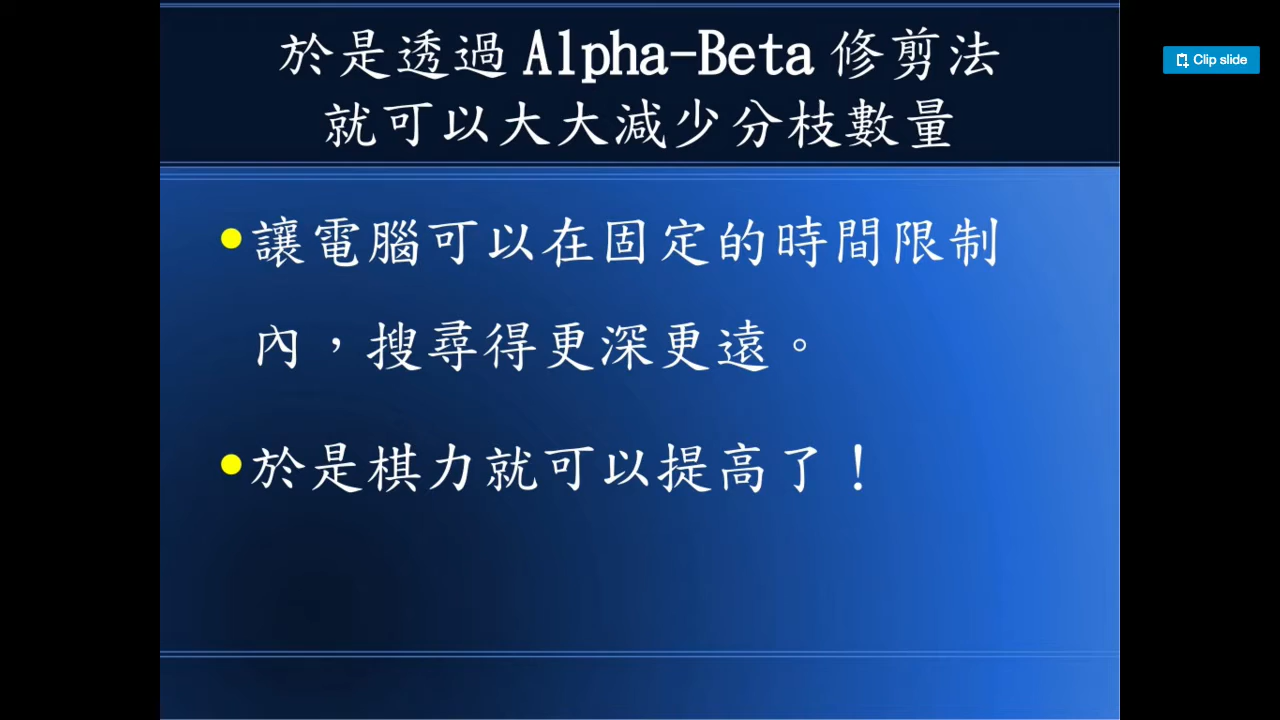 於是透過 Alpha-Beta 修剪法
就可以大大減少分枝數量
Clip slide
•讓電腦可以在固定的時間限制
內，搜尋得更深更遠。
•於是棋力就可以提高了！